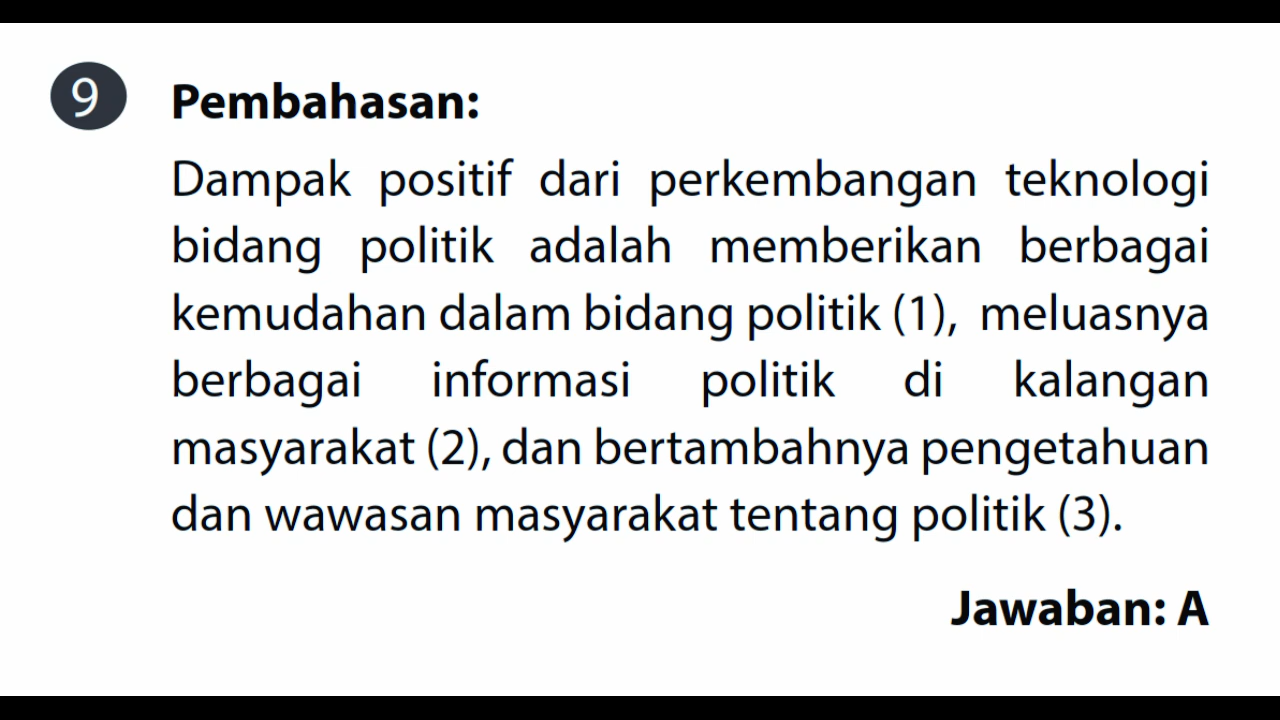 9 Pembahasan:
Dampak positif dari perkembangan teknologi
bidang politik adalah memberikan berbagai
kemudahan dalam bidang politik (1), meluasnya
berbagai informasi politik di kalangan
masyarakat (2), dan bertambahnya pengetahuan
dan wawasan masyarakat tentang politik (3).
Jawaban: A